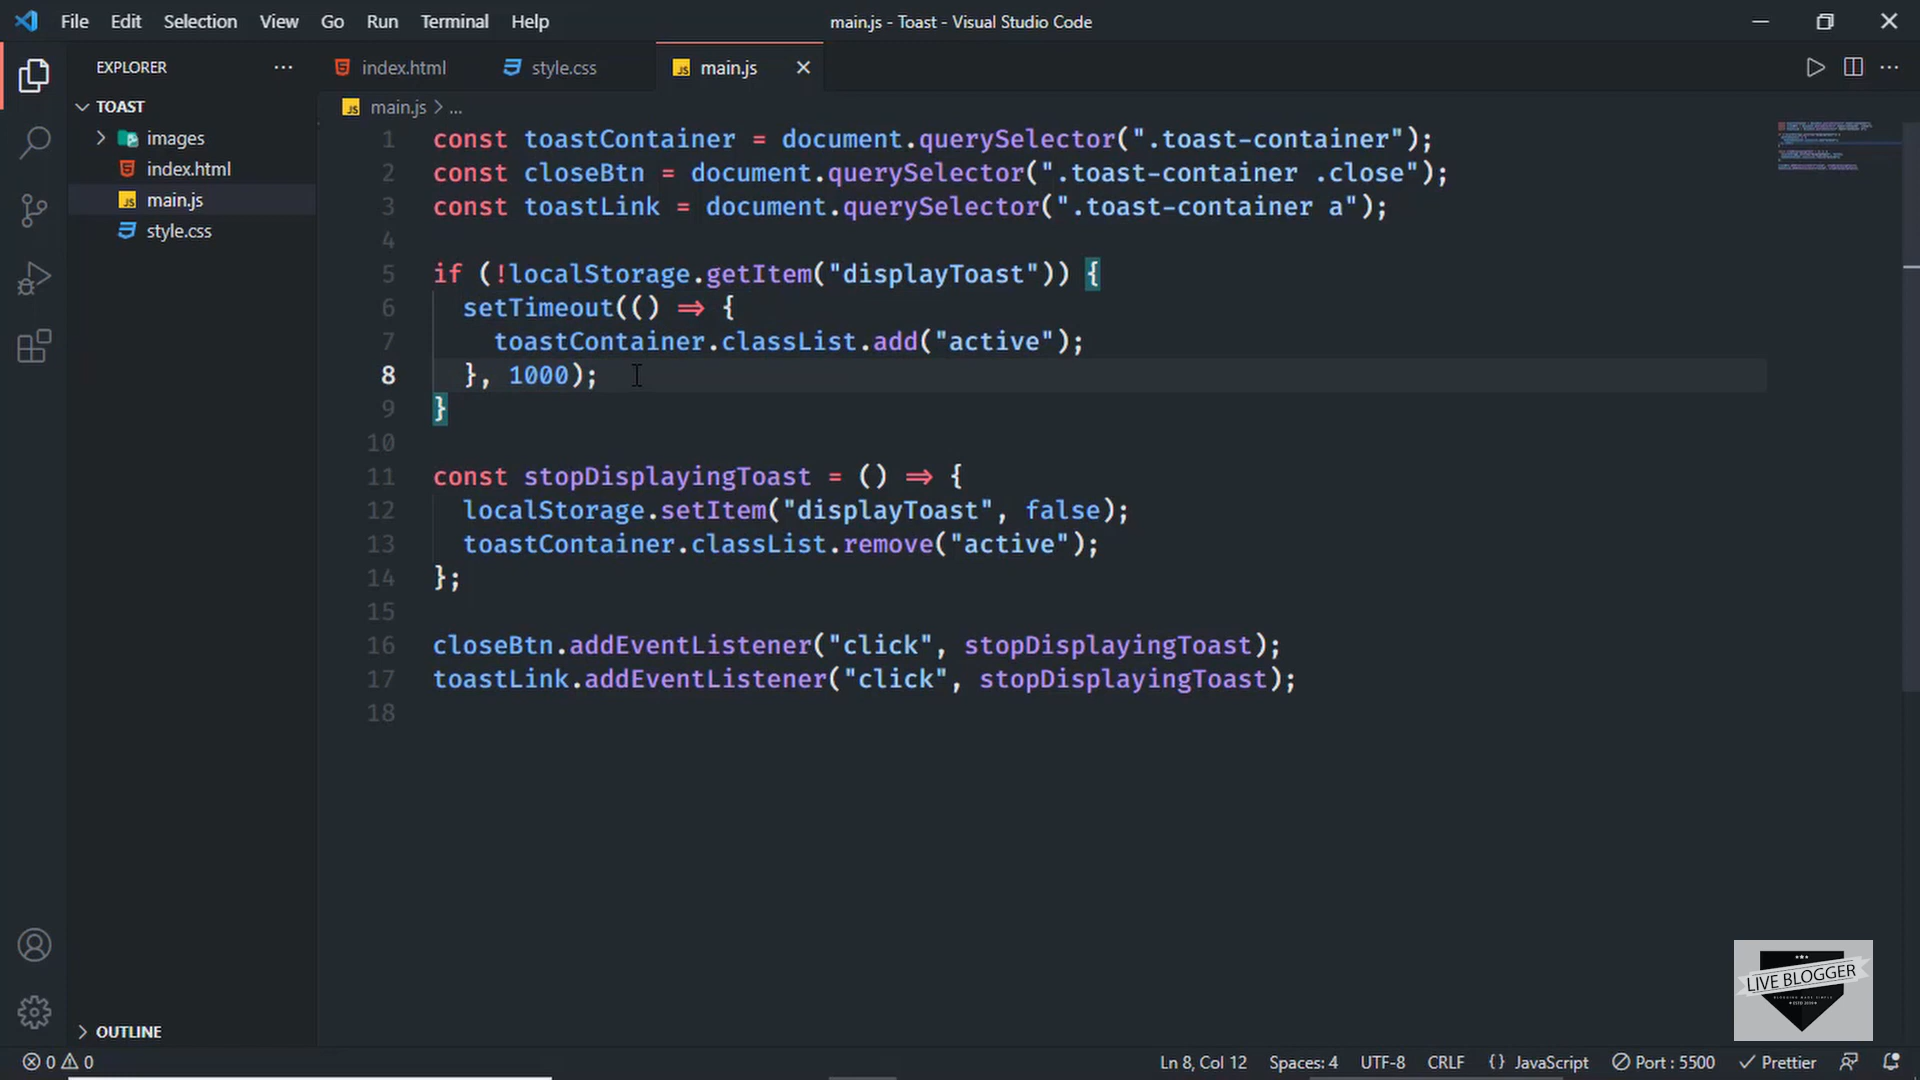 File Edit Selection View Go Run Terminal Help
main.js - Toast - Visual Studio Code
EXPLORER
index.html
style.css
main.js
TOAST
images
index.html
main.js
style.css
OUTLINE
main.js > ...
1 const toastContainer = document.querySelector(".toast-container");
2 const closeBtn = document.querySelector(".toast-container .close");
3 const toastLink = document.querySelector(".toast-container a");
4
5 if (!localStorage.getItem("displayToast")) {
6 setTimeout(() => {
7 toastContainer.classList.add("active");
8 }, 1000);
9 }
10
11 const stopDisplayingToast = () => {
12 localStorage.setItem("displayToast", false);
13 toastContainer.classList.remove("active");
14 };
15
16 closeBtn.addEventListener("click", stopDisplayingToast);
17 toastLink.addEventListener("click", stopDisplayingToast);
18
LIVE BLOGGER
0 0
Ln 8, Col 12 Spaces: 4 UTF-8 CRLF {} JavaScript Port : 5500 Prettier